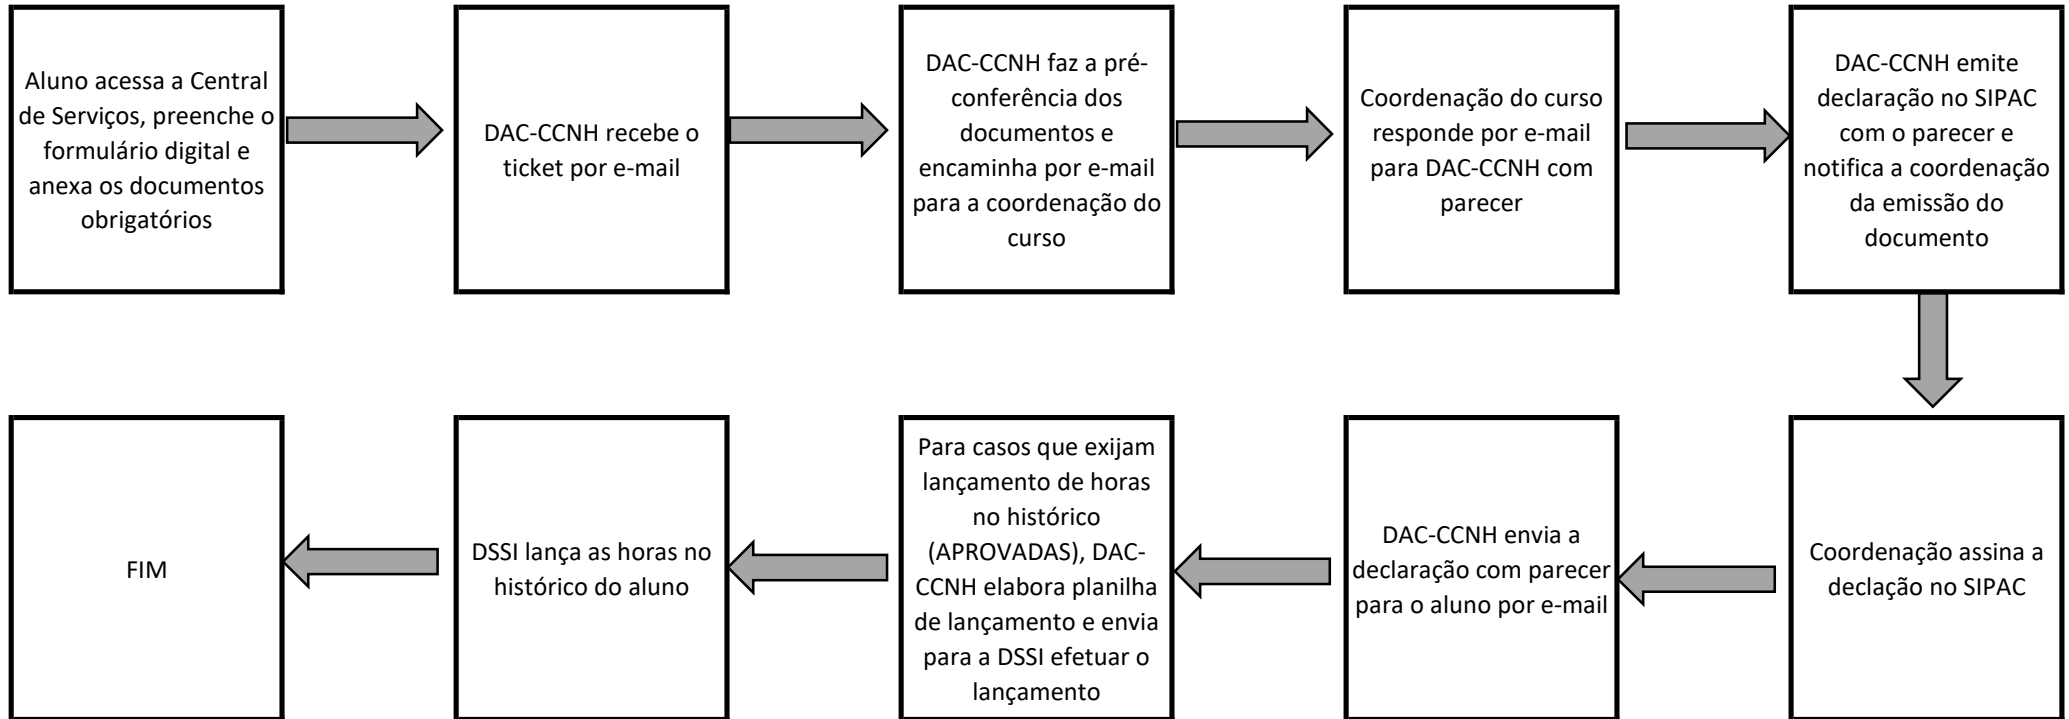 Aluno acessa a Central
de Serviços, preenche o
formulário digital e
anexa os documentos
obrigatórios
DAC-CCNH recebe o
ticket por e-mail
DAC-CCNH faz a pré-
conferência dos
documentos e
encaminha por e-mail
para a coordenação do
curso
Coordenação do curso
responde por e-mail
para DAC-CCNH com
parecer
DAC-CCNH emite
declaração no SIPAC
com o parecer e
notifica a coordenação
da emissão do
documento
Coordenação assina a
declação no SIPAC
DAC-CCNH envia a
declaração com parecer
para o aluno por e-mail
Para casos que exijam
lançamento de horas
no histórico
(APROVADAS), DAC-
CCNH elabora planilha
de lançamento e envia
para a DSSI efetuar o
lançamento
DSSI lança as horas no
histórico do aluno
FIM